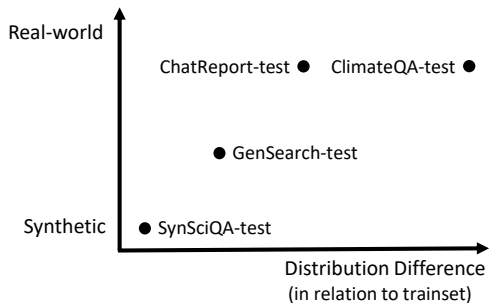 Real-world
ChatReport-test
ClimateQA-test
GenSearch-test
Synthetic
SynSciQA-test
Distribution Difference
(in relation to trainset)